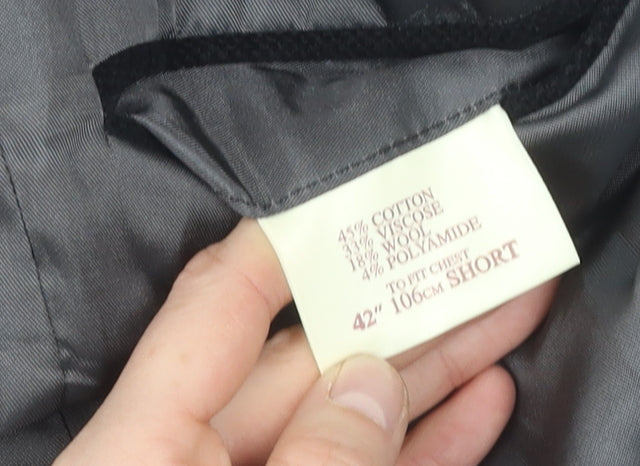 45% COTTON
33% VISCOSE
18% WOOL
4% POLYAMIDE
TO FIT CHEST
42" 106CM SHORT